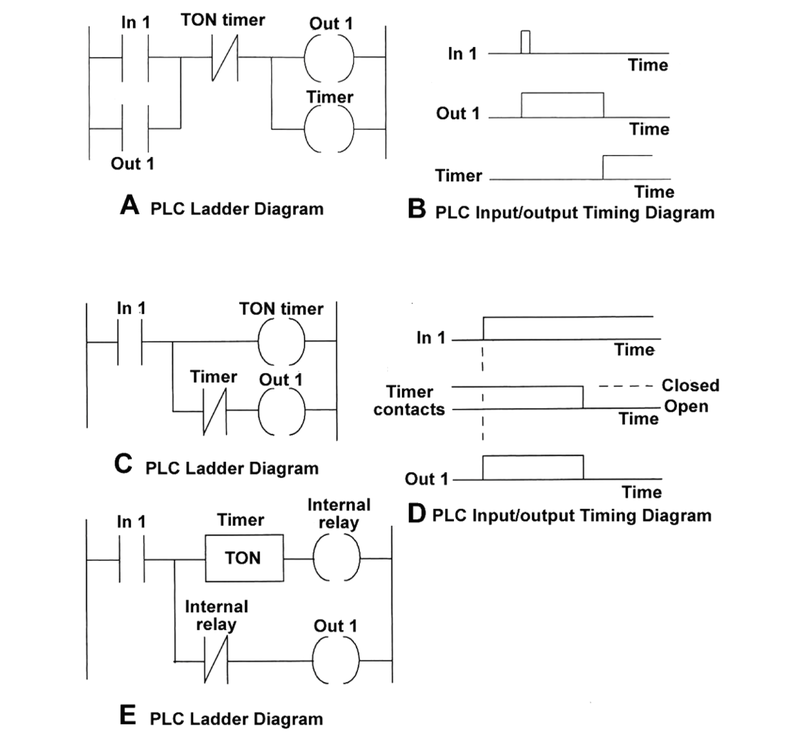 In 1
TON timer
Out 1
Timer
Out 1
A PLC Ladder Diagram
In 1
Time
Out 1
Time
Timer
Time
B PLC Input/output Timing Diagram
In 1
TON timer
Timer
Out 1
C PLC Ladder Diagram
In 1
Time
Timer
contacts
Closed
Open
Time
Out 1
Time
D PLC Input/output Timing Diagram
In 1
Timer
Internal
relay
TON
Internal
relay
Out 1
E PLC Ladder Diagram